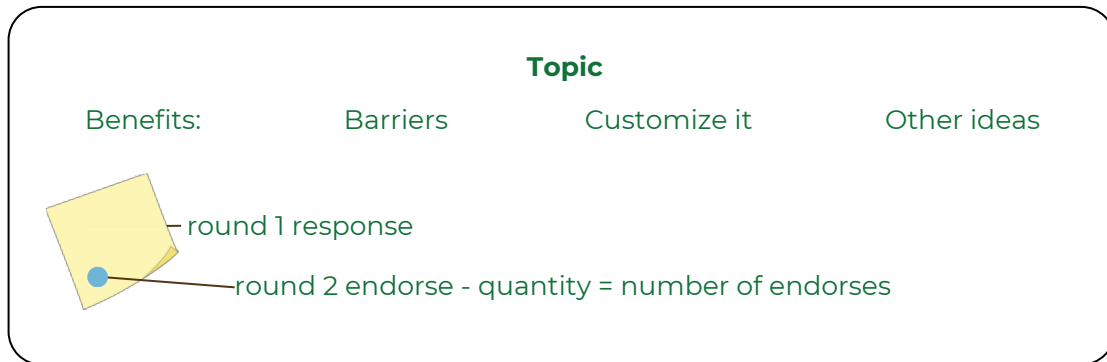 Topic
Benefits: Barriers Customize it Other ideas
round 1 response
round 2 endorse - quantity = number of endorses